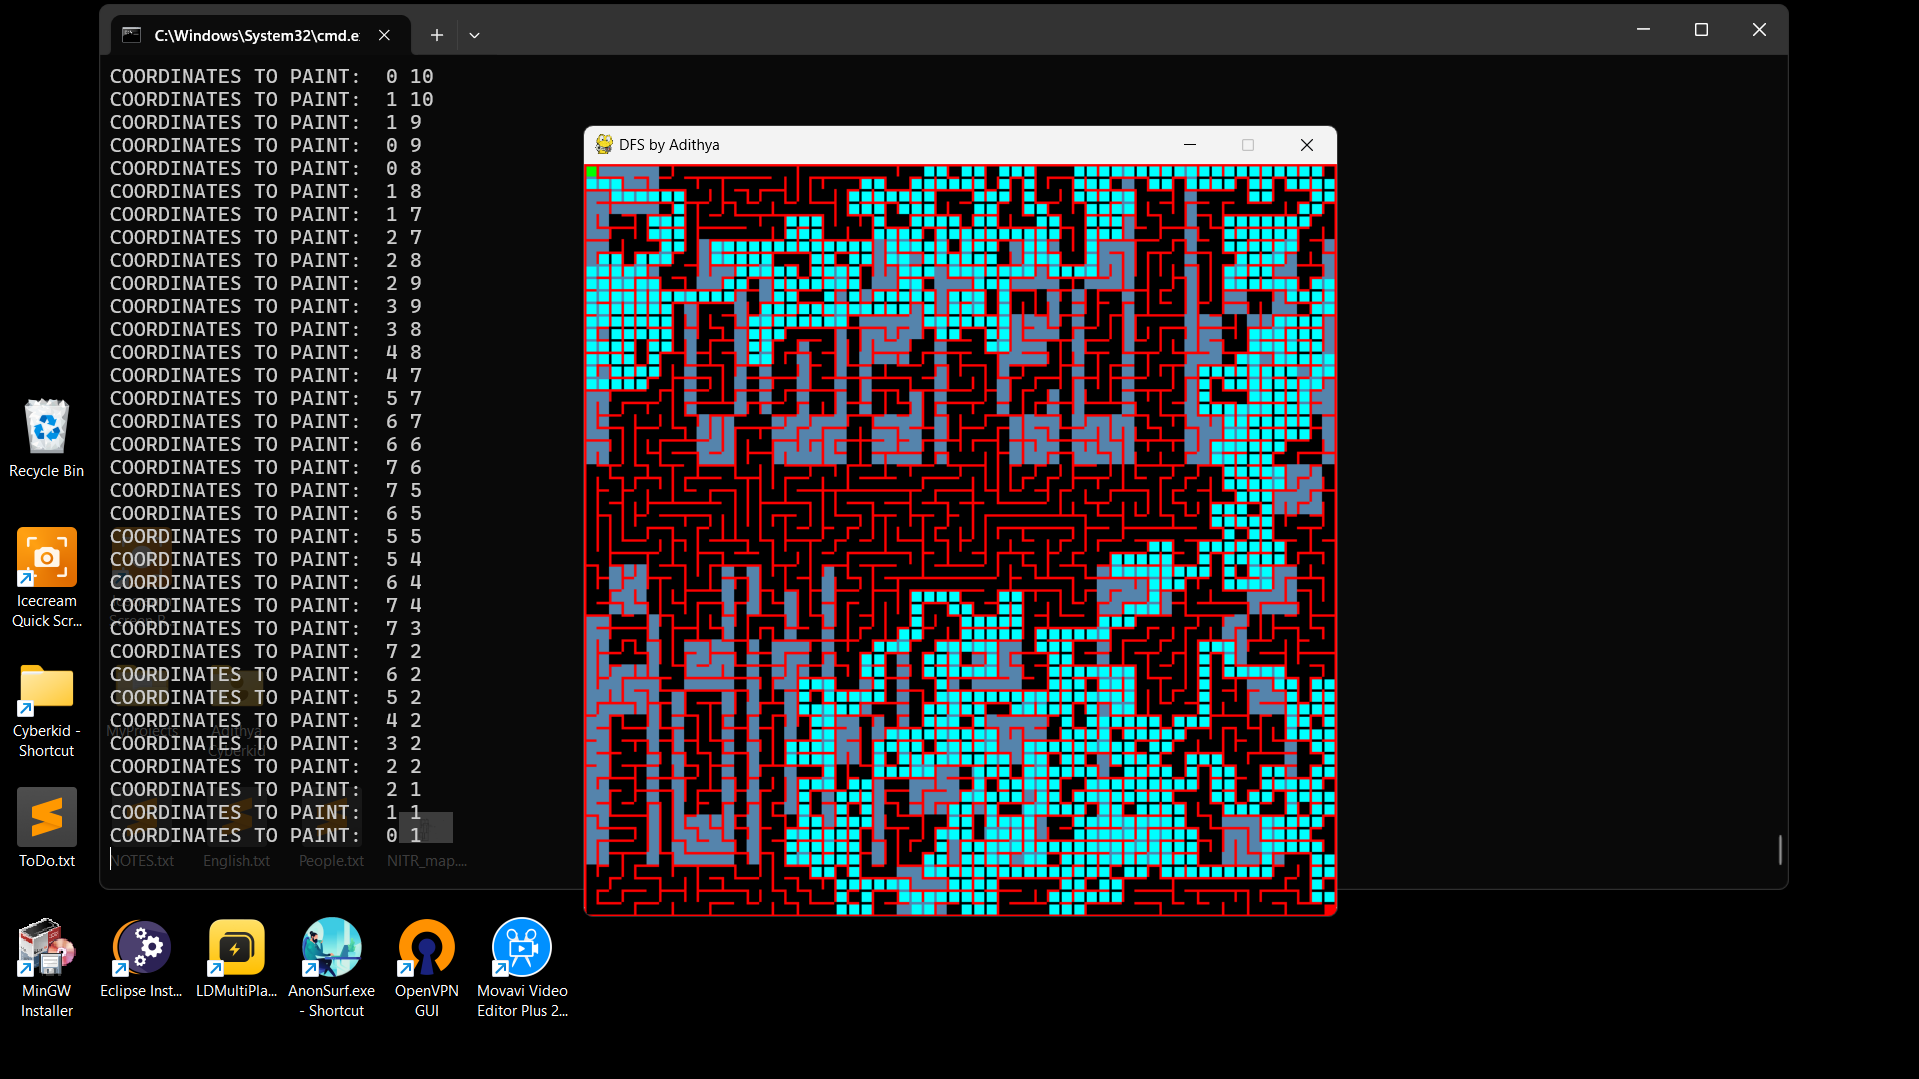 C:\Windows\System32\cmd.e
COORDINATES TO PAINT:  0 10
COORDINATES TO PAINT:  1 10
COORDINATES TO PAINT:  1 9
COORDINATES TO PAINT:  0 9
COORDINATES TO PAINT:  0 8
COORDINATES TO PAINT:  1 8
COORDINATES TO PAINT:  1 7
COORDINATES TO PAINT:  2 7
COORDINATES TO PAINT:  2 8
COORDINATES TO PAINT:  2 9
COORDINATES TO PAINT:  3 9
COORDINATES TO PAINT:  3 8
COORDINATES TO PAINT:  4 8
COORDINATES TO PAINT:  4 7
COORDINATES TO PAINT:  5 7
COORDINATES TO PAINT:  6 7
COORDINATES TO PAINT:  6 6
COORDINATES TO PAINT:  7 6
COORDINATES TO PAINT:  7 5
COORDINATES TO PAINT:  6 5
COORDINATES TO PAINT:  5 5
COORDINATES TO PAINT:  5 4
COORDINATES TO PAINT:  6 4
COORDINATES TO PAINT:  7 4
COORDINATES TO PAINT:  7 3
COORDINATES TO PAINT:  7 2
COORDINATES TO PAINT:  6 2
COORDINATES TO PAINT:  5 2
COORDINATES TO PAINT:  4 2
COORDINATES TO PAINT:  3 2
COORDINATES TO PAINT:  2 2
COORDINATES TO PAINT:  2 1
COORDINATES TO PAINT:  1 1
COORDINATES TO PAINT:  0 1
DFS by Adithya
Recycle Bin
Icecream
Quick Scr...
Cyberkid -
Shortcut
MyProjects
Adithya
Cyberkid
ToDo.txt
NOTES.txt
English.txt
People.txt
NITR_map....
MinGW
Installer
Eclipse Inst...
LDMultiPla...
AnonSurf.exe
- Shortcut
OpenVPN
GUI
Movavi Video
Editor Plus 2...